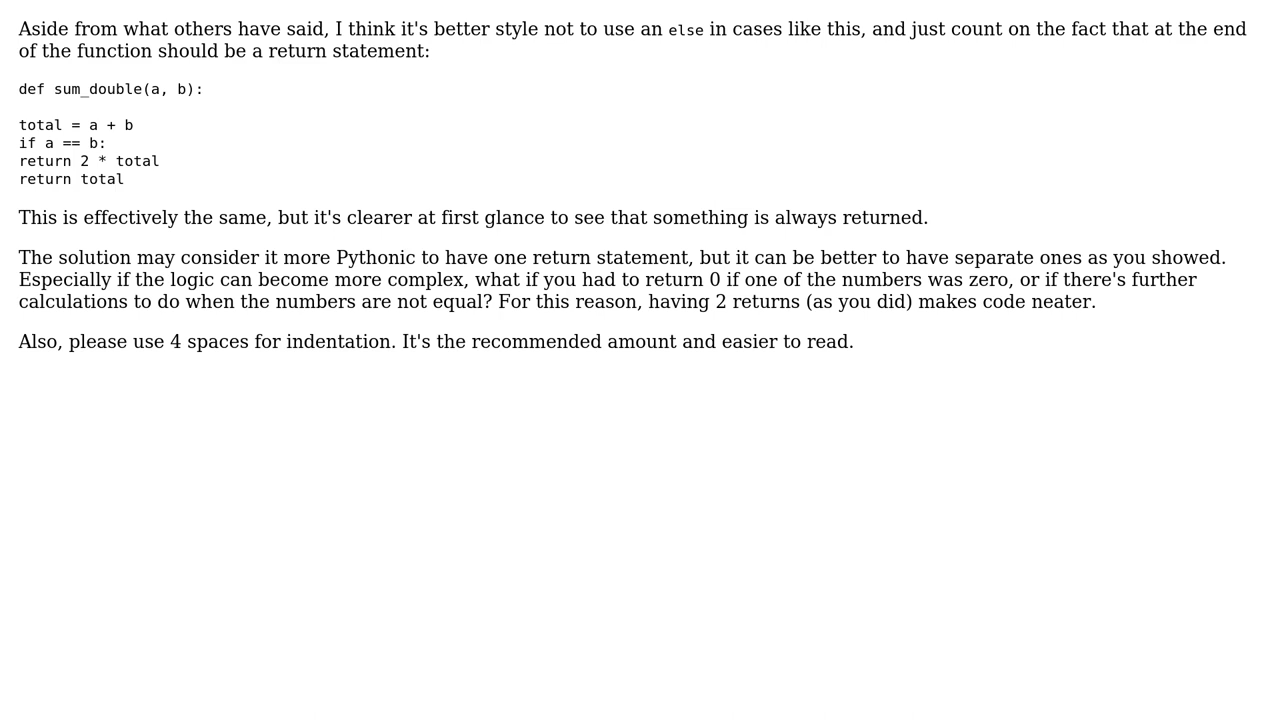 Aside from what others have said, I think it's better style not to use an else in cases like this, and just count on the fact that at the end
of the function should be a return statement:
def sum_double(a, b):
total = a + b
if a == b:
return 2 * total
return total
This is effectively the same, but it's clearer at first glance to see that something is always returned.
The solution may consider it more Pythonic to have one return statement, but it can be better to have separate ones as you showed.
Especially if the logic can become more complex, what if you had to return 0 if one of the numbers was zero, or if there's further
calculations to do when the numbers are not equal? For this reason, having 2 returns (as you did) makes code neater.
Also, please use 4 spaces for indentation. It's the recommended amount and easier to read.